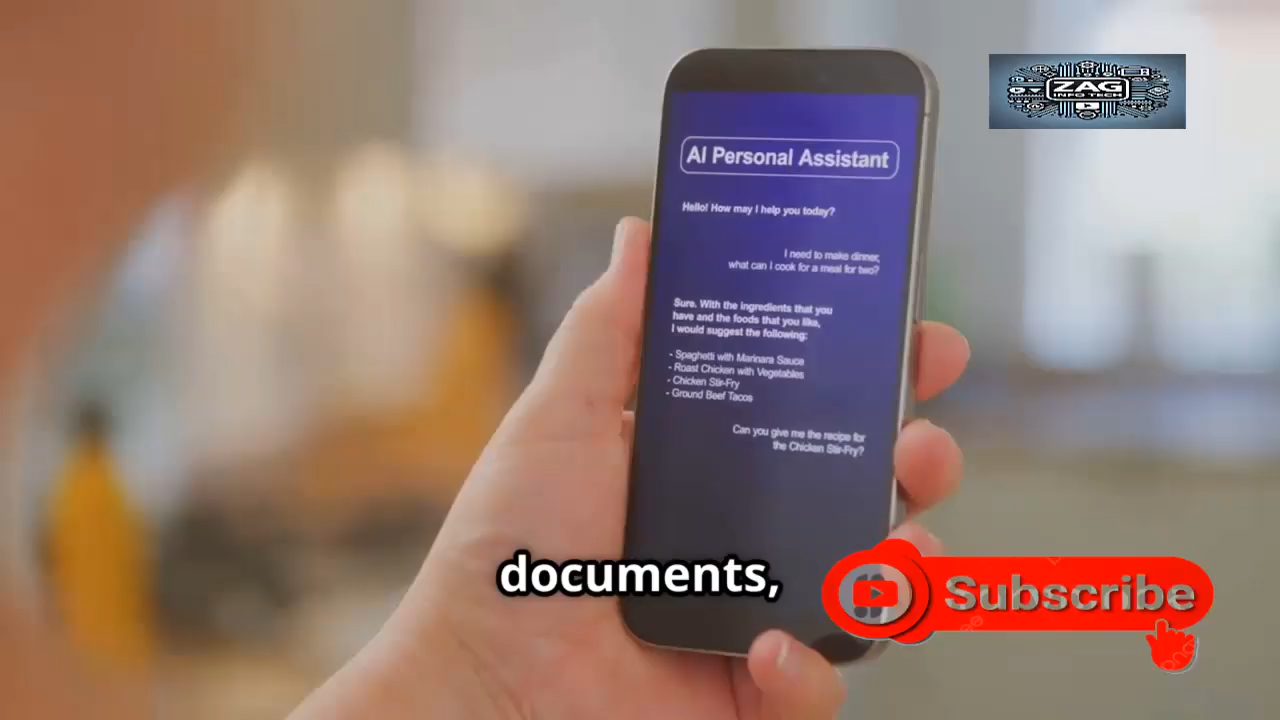 ZAG
INFO TECH
AI Personal Assistant
Hello! How may I help you today?
I need to make dinner,
what can I cook for a meal for two?
Sure. With the ingredients that you
have and the foods that you like,
I would suggest the following:
- Spaghetti with Marinara Sauce
- Roast Chicken with Vegetables
- Chicken Stir-Fry
- Ground Beef Tacos
Can you give me the recipe for
the Chicken Stir-Fry?
documents,
Subscribe